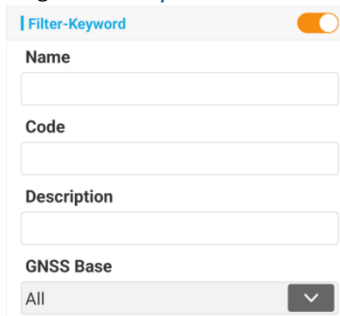 Filter-Keyword
Name
Code
Description
GNSS Base
All